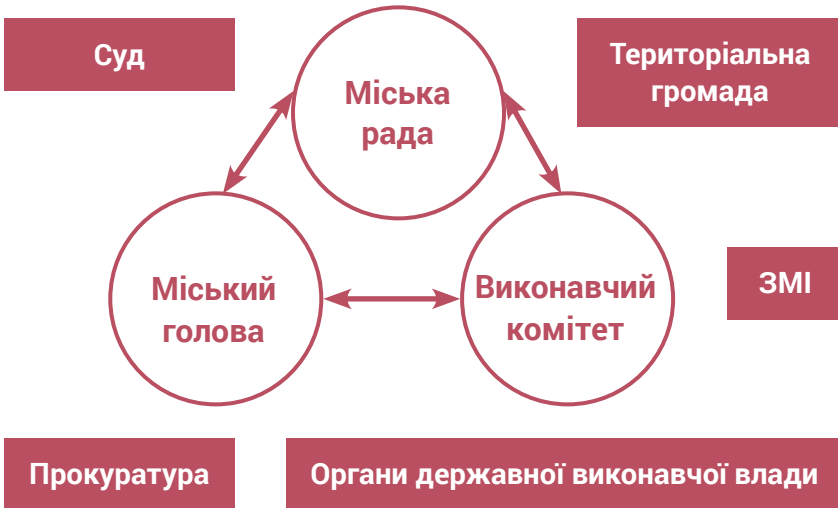 Суд
Міська
рада
Територіальна
громада
Міський
голова
Виконавчий
комітет
ЗМІ
Прокуратура
Органи державної виконавчої влади